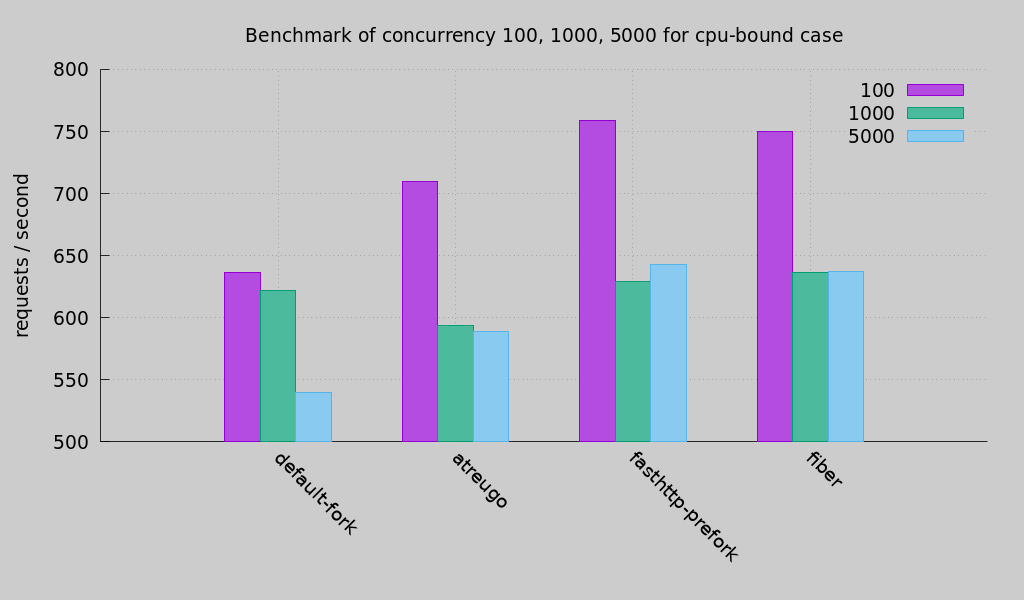 Benchmark of concurrency 100, 1000, 5000 for cpu-bound case
800
750
700
650
600
550
500
requests / second
100
1000
5000
default-fork
atreugo
fasthttp-prefork
fiber